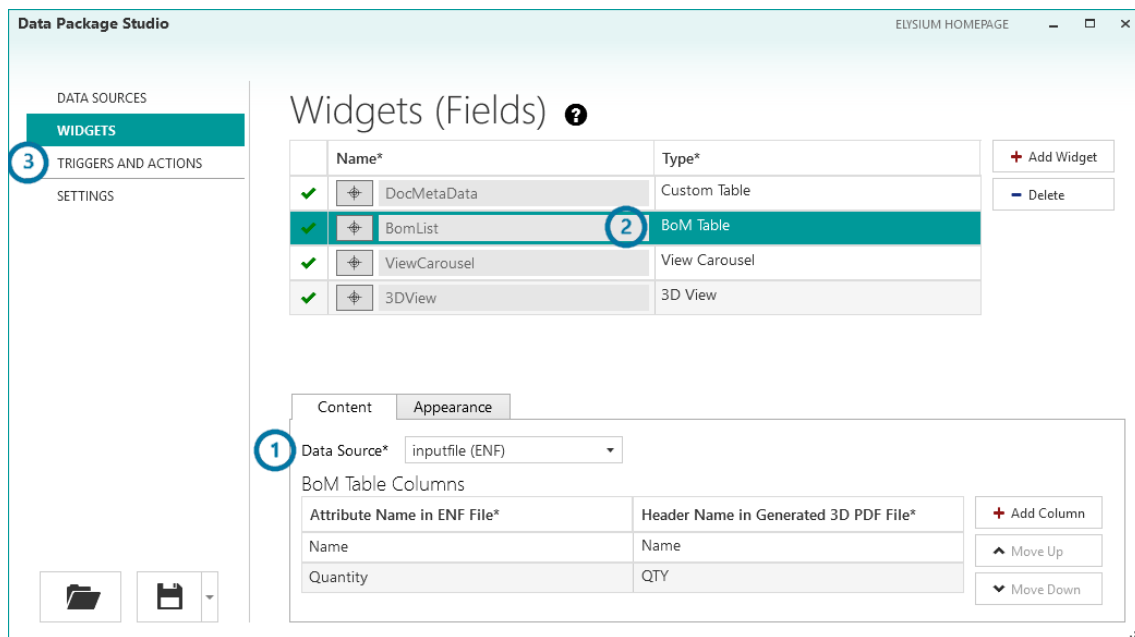 Data Package Studio
ELYSIUM HOMEPAGE
DATA SOURCES
WIDGETS
3
TRIGGERS AND ACTIONS
SETTINGS
Widgets (Fields) ?
Name* Type*
DocMetaData Custom Table
BomList 2 BoM Table
ViewCarousel View Carousel
3DView 3D View
+ Add Widget
− Delete
Content Appearance
1 Data Source* inputfile (ENF)
BoM Table Columns
Attribute Name in ENF File* Header Name in Generated 3D PDF File*
Name Name
Quantity QTY
+ Add Column
Move Up
Move Down